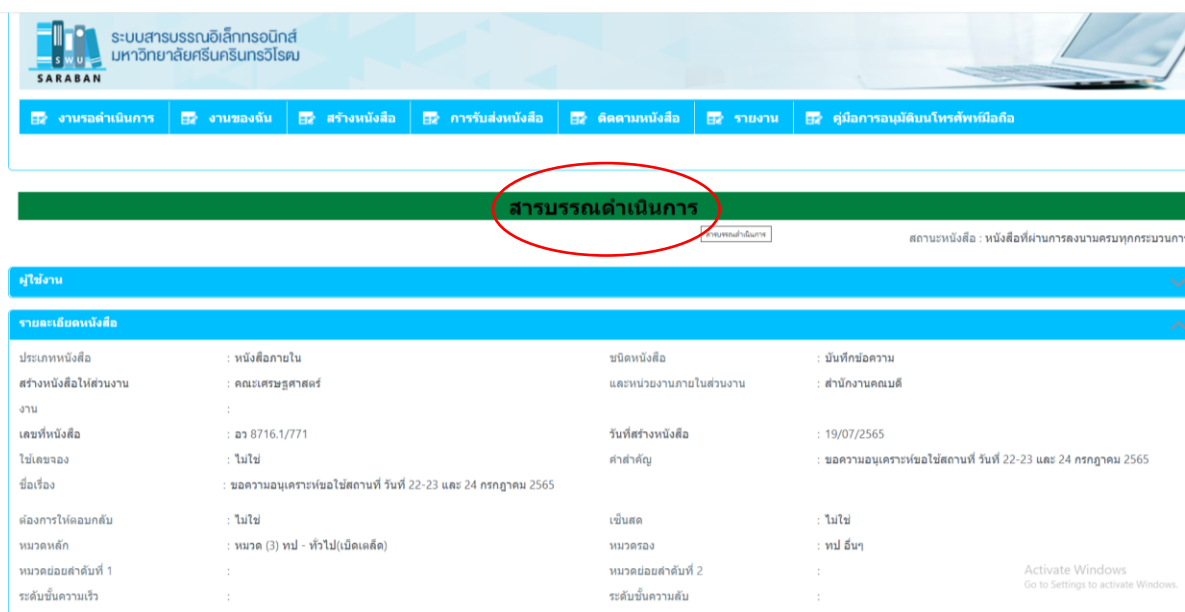 ระบบสารบรรณอิเล็กทรอนิกส์
มหาวิทยาลัยศรีนครินทรวิโรฒ
SWU
SARABAN
งานรอดำเนินการ งานของฉัน สร้างหนังสือ การรับส่งหนังสือ ติดตามหนังสือ รายงาน คู่มือการอนุมัติบนโทรศัพท์มือถือ
สารบรรณดำเนินการ
สารบรรณดำเนินการ
สถานะหนังสือ : หนังสือที่ผ่านการลงนามครบทุกกระบวนการ
ผู้ใช้งาน
รายละเอียดหนังสือ
ประเภทหนังสือ : หนังสือภายใน ชนิดหนังสือ : บันทึกข้อความ
สร้างหนังสือให้ส่วนงาน : คณะเศรษฐศาสตร์ และหน่วยงานภายในส่วนงาน : สำนักงานคณบดี
งาน :
เลขที่หนังสือ : อว 8716.1/771 วันที่สร้างหนังสือ : 19/07/2565
ใช้เลขจอง : ไม่ใช่ คำสำคัญ : ขอความอนุเคราะห์ขอใช้สถานที่ วันที่ 22-23 และ 24 กรกฎาคม 2565
ชื่อเรื่อง : ขอความอนุเคราะห์ขอใช้สถานที่ วันที่ 22-23 และ 24 กรกฎาคม 2565
ต้องการให้ตอบกลับ : ไม่ใช่ เซ็นสด : ไม่ใช่
หมวดหลัก : หมวด (3) ทป - ทั่วไป(เบ็ดเตล็ด) หมวดรอง : ทป อื่นๆ
หมวดย่อยลำดับที่ 1 : หมวดย่อยลำดับที่ 2 :
ระดับชั้นความเร็ว : ระดับชั้นความลับ :
Activate Windows
Go to Settings to activate Windows.